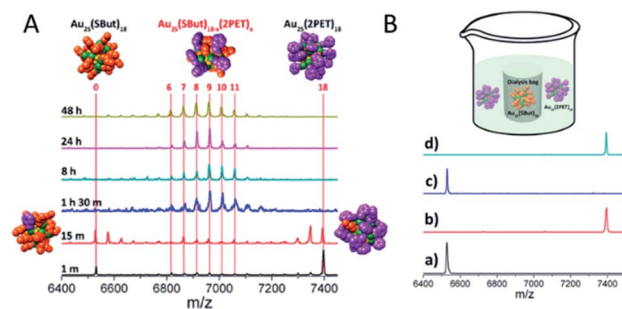 A
Au25(SBut)18
Au25(SBut)18-x(2PET)x
Au25(2PET)18
0
6 7 8 9 10 11
18
48 h
24 h
8 h
1 h 30 m
15 m
1 m
6400 6600 6800 7000 7200 7400
m/z
B
Dialysis bag
Au25(SBut)18
Au25(2PET)18
d)
c)
b)
a)
6400 6600 6800 7000 7200 7400
m/z